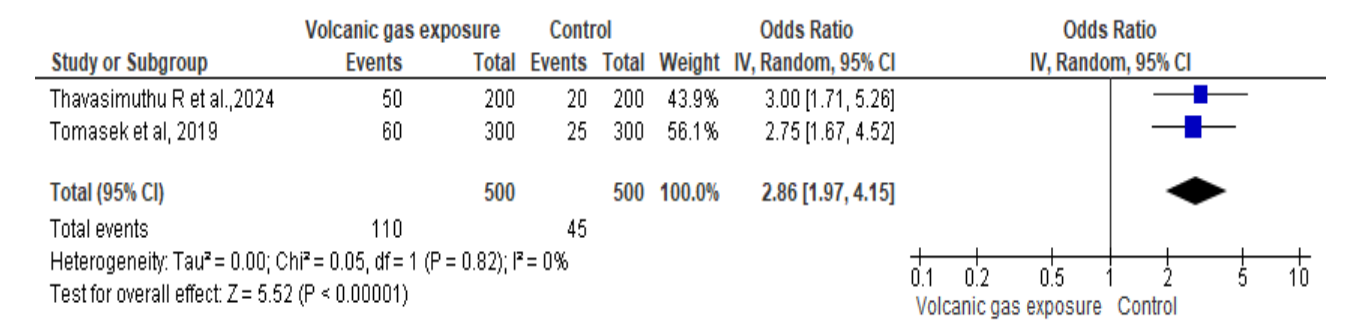 Volcanic gas exposure Control Odds Ratio Odds Ratio
Study or Subgroup Events Total Events Total Weight IV, Random, 95% CI IV, Random, 95% CI
Thavasimuthu R et al.,2024 50 200 20 200 43.9% 3.00 [1.71, 5.26]
Tomasek et al, 2019 60 300 25 300 56.1% 2.75 [1.67, 4.52]
Total (95% CI) 500 500 100.0% 2.86 [1.97, 4.15]
Total events 110 45
Heterogeneity: Tau² = 0.00; Chi² = 0.05, df = 1 (P = 0.82); I² = 0%
Test for overall effect: Z = 5.52 (P < 0.00001)
0.1 0.2 0.5 1 2 5 10
Volcanic gas exposure Control